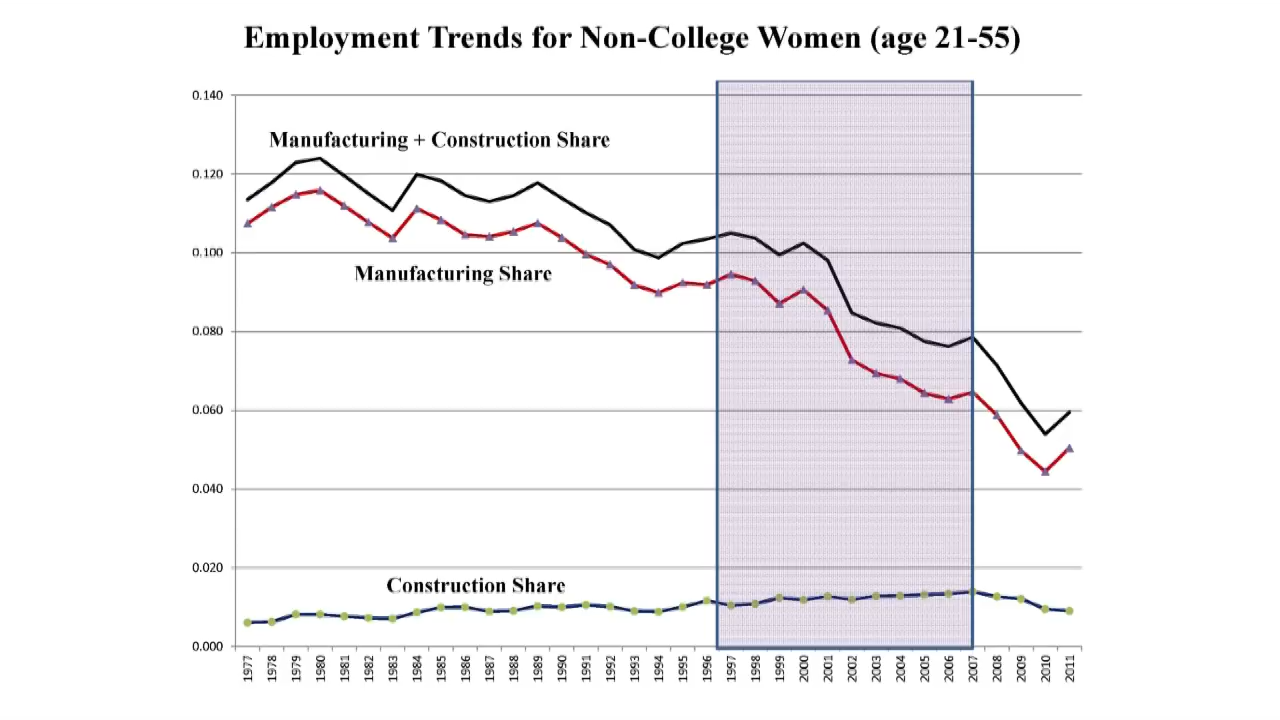 Employment Trends for Non-College Women (age 21-55)
0.140
Manufacturing + Construction Share
0.120
0.100
Manufacturing Share
0.080
0.060
0.040
0.020
Construction Share
0.000
1977 1978 1979 1980 1981 1982 1983 1984 1985 1986 1987 1988 1989 1990 1991 1992 1993 1994 1995 1996 1997 1998 1999 2000 2001 2002 2003 2004 2005 2006 2007 2008 2009 2010 2011